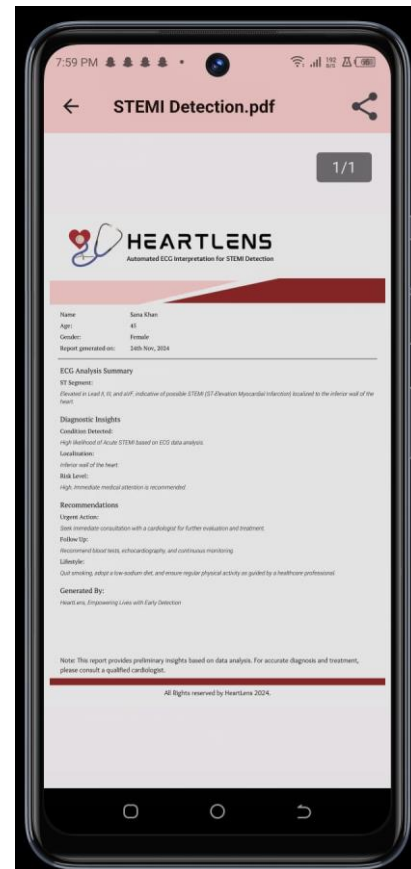 7:59 PM
← STEMI Detection.pdf
1/1
HEARTLENS
Automated ECG Interpretation for STEMI Detection
Name Sana Khan
Age:
Gender: Female
Report generated on: 24th Nov, 2024
ECG Analysis Summary
ST Segment:
Elevated in Lead II, III, and aVF, indicative of possible STEMI (ST-Elevation Myocardial Infarction) localized to the inferior wall of the
heart.
Diagnostic Insights
Condition Detected:
High likelihood of Acute STEMI based on ECG data analysis.
Localization:
Inferior wall of the heart
Risk Level:
High. Immediate medical attention is recommended.
Recommendations
Urgent Action:
Seek immediate consultation with a cardiologist for further evaluation and treatment.
Follow Up:
Recommend blood tests, echocardiography, and continuous monitoring.
Lifestyle:
Quit smoking, adopt a low-sodium diet, and ensure regular physical activity as guided by a healthcare professional.
Generated By:
HeartLens, Empowering Lives with Early Detection
Note: This report provides preliminary insights based on data analysis. For accurate diagnosis and treatment,
please consult a qualified cardiologist.
All Rights reserved by HeartLens 2024.